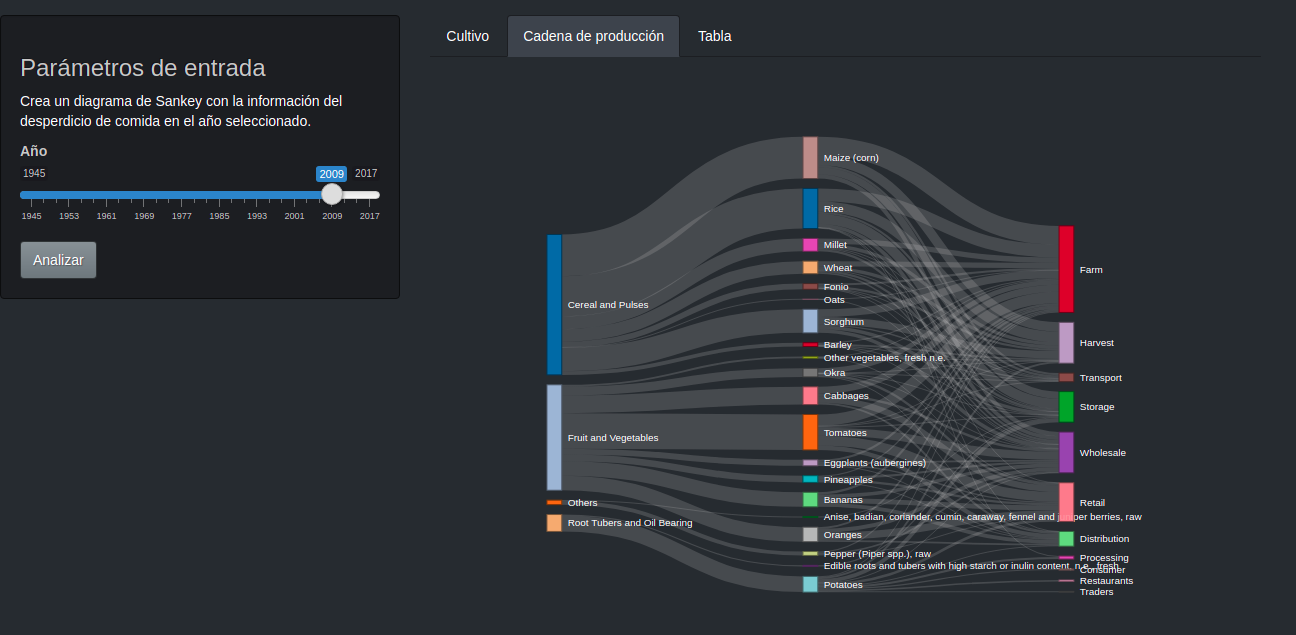 Cultivo
Cadena de producción
Tabla
Parámetros de entrada
Crea un diagrama de Sankey con la información del
desperdicio de comida en el año seleccionado.
Año
1945
2009
2017
1945 1953 1961 1969 1977 1985 1993 2001 2009 2017
Analizar
Cereal and Pulses
Fruit and Vegetables
Others
Root Tubers and Oil Bearing
Maize (corn)
Rice
Millet
Wheat
Fonio
Oats
Sorghum
Barley
Other vegetables, fresh n.e.
Okra
Cabbages
Tomatoes
Eggplants (aubergines)
Pineapples
Bananas
Anise, badian, coriander, cumin, caraway, fennel and berries, raw
Oranges
Pepper (Piper spp.), raw
Edible roots and tubers with high starch or inulin content, n.e., fresh
Potatoes
Farm
Harvest
Transport
Storage
Wholesale
Retail
Distribution
Processing
Consumer
Restaurants
Traders